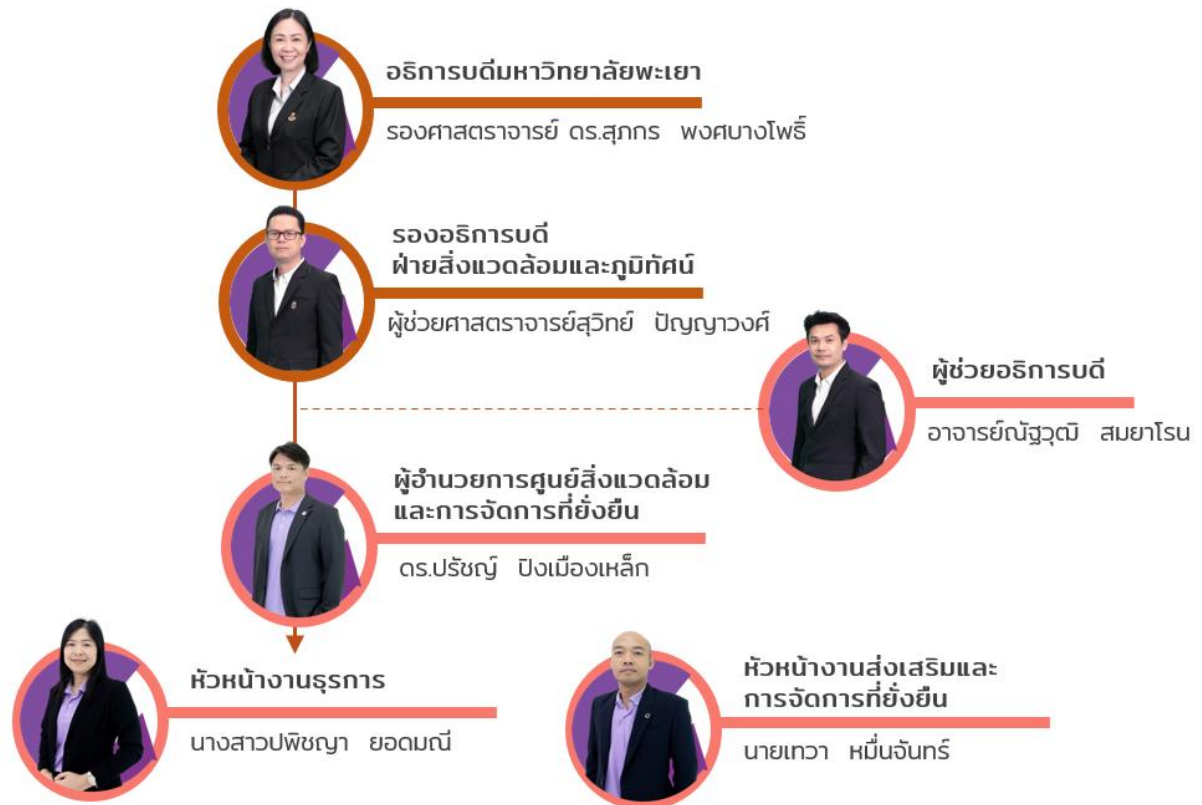 อธิการบดีมหาวิทยาลัยพะเยา
รองศาสตราจารย์ ดร.สุภกร พงศบางโพธิ์
รองอธิการบดี
ฝ่ายสิ่งแวดล้อมและภูมิทัศน์
ผู้ช่วยศาสตราจารย์สุวิทย์ ปัญญาวงศ์
ผู้ช่วยอธิการบดี
อาจารย์ณัฐวุฒิ สมยาโรน
ผู้อำนวยการศูนย์สิ่งแวดล้อม
และการจัดการที่ยั่งยืน
ดร.ปรัชญ์ ปิงเมืองเหล็ก
หัวหน้างานธุรการ
นางสาวปพิชญา ยอดมณี
หัวหน้างานส่งเสริมและ
การจัดการที่ยั่งยืน
นายเทวา หมื่นจันทร์